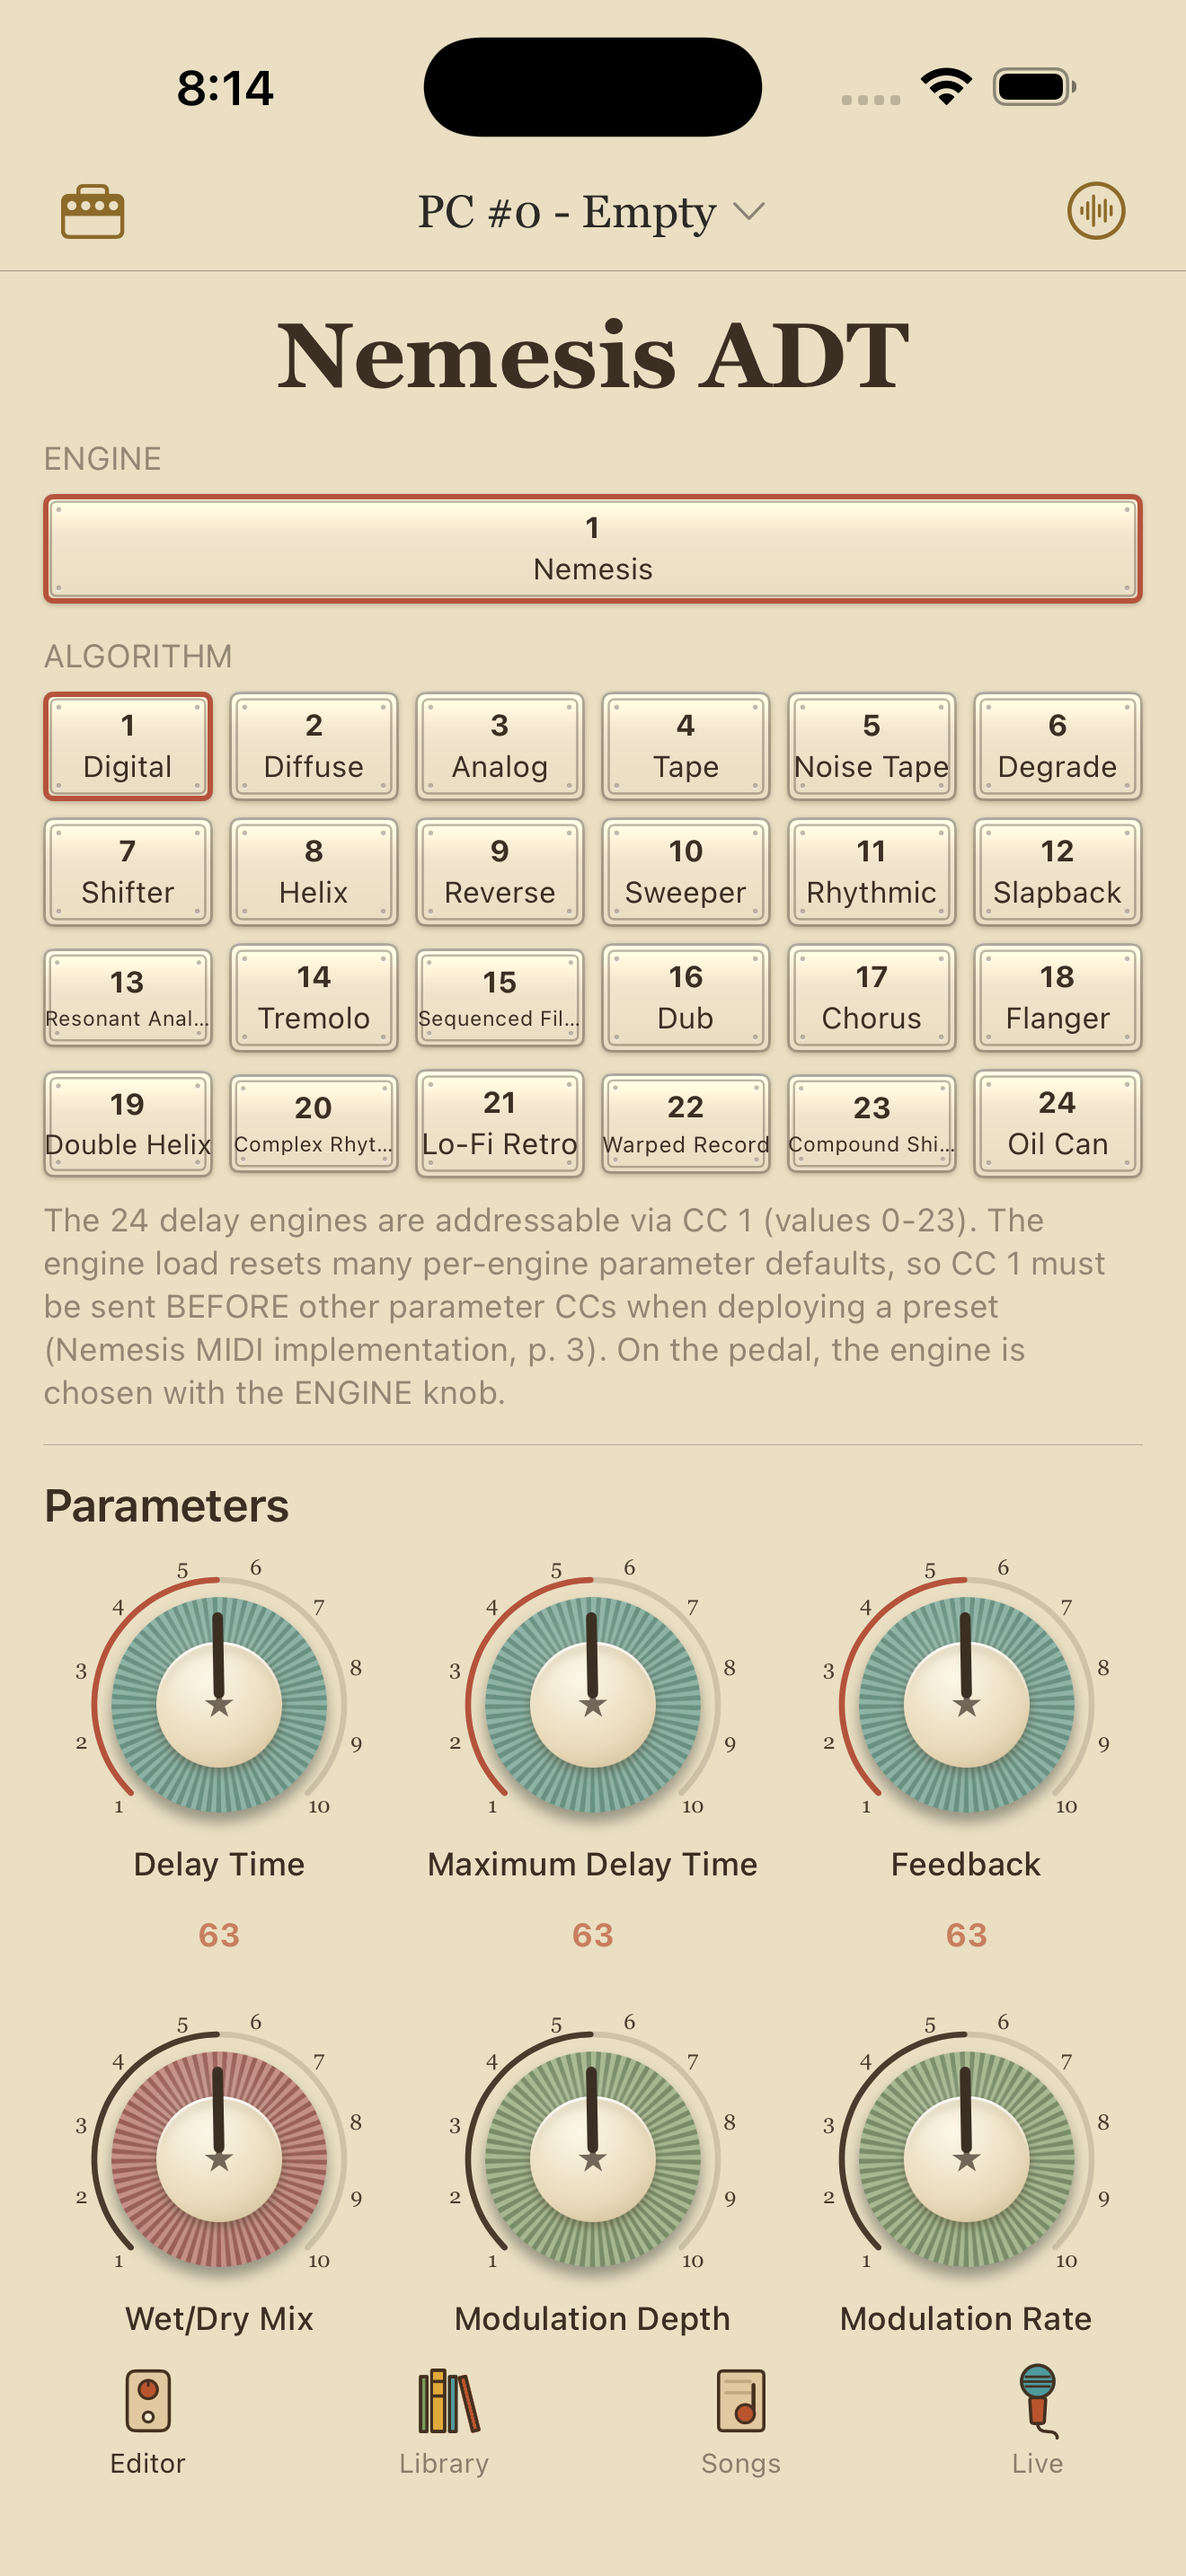 8:14
PC #0 - Empty
Nemesis ADT
ENGINE
1
Nemesis
ALGORITHM
1 2 3 4 5 6
Digital Diffuse Analog Tape Noise Tape Degrade
7 8 9 10 11 12
Shifter Helix Reverse Sweeper Rhythmic Slapback
13 14 15 16 17 18
Resonant Anal... Tremolo Sequenced Fil... Dub Chorus Flanger
19 20 21 22 23 24
Double Helix Complex Rhyt... Lo-Fi Retro Warped Record Compound Shi... Oil Can
The 24 delay engines are addressable via CC 1 (values 0-23). The
engine load resets many per-engine parameter defaults, so CC 1 must
be sent BEFORE other parameter CCs when deploying a preset
(Nemesis MIDI implementation, p. 3). On the pedal, the engine is
chosen with the ENGINE knob.
Parameters
1 2 3 4 5 6 7 8 9 10 1 2 3 4 5 6 7 8 9 10 1 2 3 4 5 6 7 8 9 10
Delay Time Maximum Delay Time Feedback
63 63 63
1 2 3 4 5 6 7 8 9 10 1 2 3 4 5 6 7 8 9 10 1 2 3 4 5 6 7 8 9 10
Wet/Dry Mix Modulation Depth Modulation Rate
Editor Library Songs Live